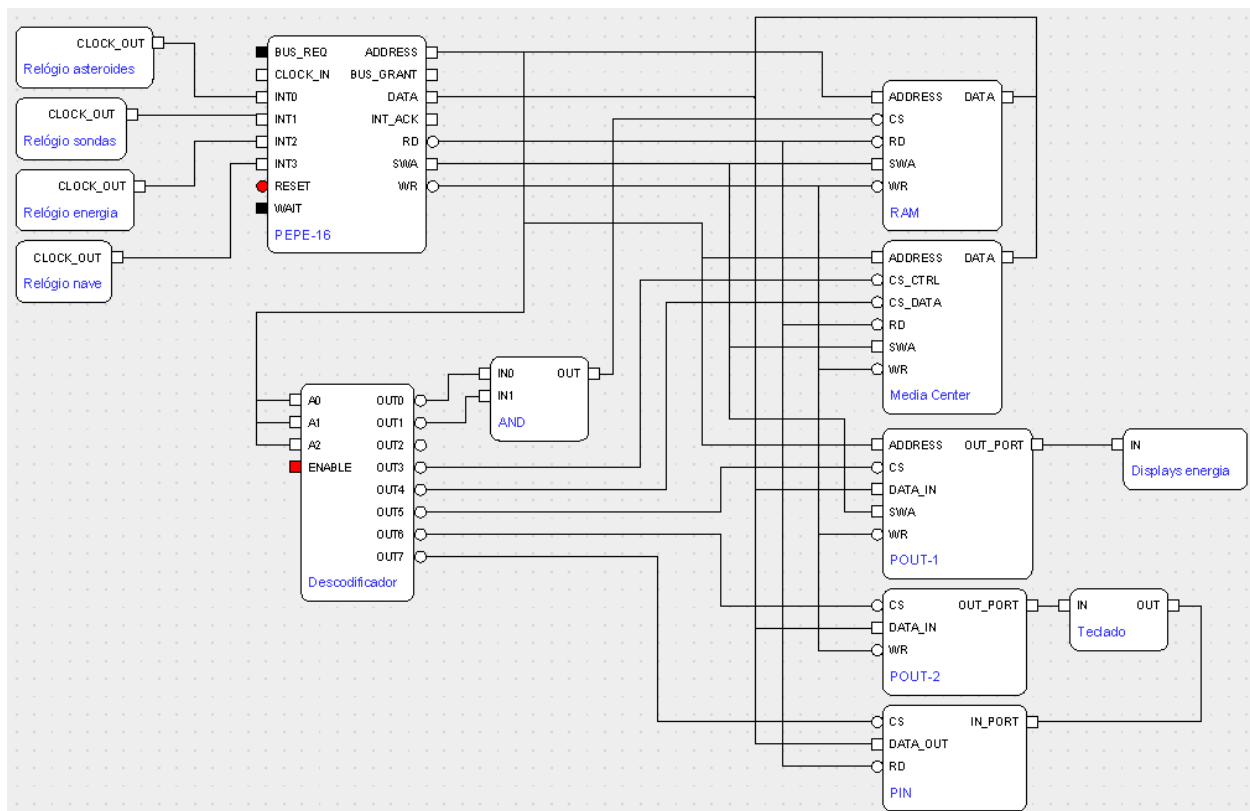 CLOCK_OUT
Relógio asteroides
CLOCK_OUT
Relógio sondas
CLOCK_OUT
Relógio energia
CLOCK_OUT
Relógio nave
BUS_REQ ADDRESS
CLOCK_IN BUS_GRANT
INT0 DATA
INT1 INT_ACK
INT2 RD
INT3 SWA
RESET WR
WAIT
PEPE-16
ADDRESS DATA
CS
RD
SWA
WR
RAM
ADDRESS DATA
CS_CTRL
CS_DATA
RD
SWA
WR
Media Center
A0 OUT0
A1 OUT1
A2 OUT2
ENABLE OUT3
OUT4
OUT5
OUT6
OUT7
Descodificador
IN0 OUT
IN1
AND
ADDRESS OUT_PORT
CS
DATA_IN
SWA
WR
POUT-1
IN
Displays energia
CS OUT_PORT
DATA_IN
WR
POUT-2
IN OUT
Teclado
CS IN_PORT
DATA_OUT
RD
PIN